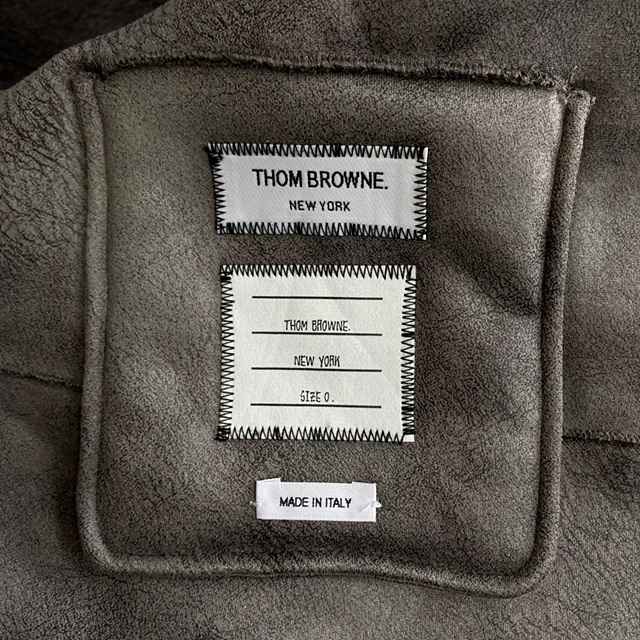 THOM BROWNE.
NEW YORK
THOM BROWNE.
NEW YORK
SIZE 0.
MADE IN ITALY